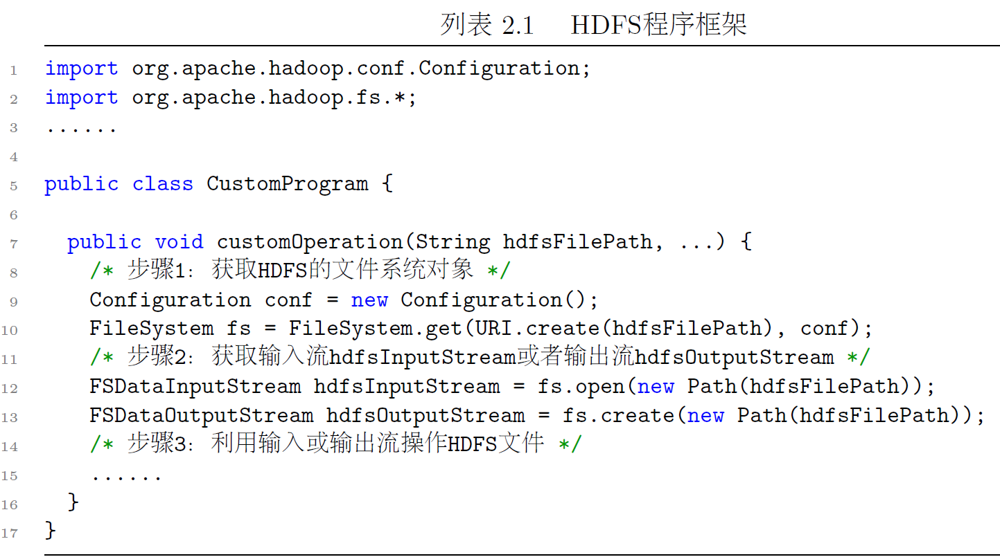 列表 2.1 HDFS程序框架
1 import org.apache.hadoop.conf.Configuration;
2 import org.apache.hadoop.fs.*;
3 ......
4
5 public class CustomProgram {
6
7 public void customOperation(String hdfsFilePath, ...) {
8 /* 步骤1：获取HDFS的文件系统对象 */
9 Configuration conf = new Configuration();
10 FileSystem fs = FileSystem.get(URI.create(hdfsFilePath), conf);
11 /* 步骤2：获取输入流hdfsInputStream或者输出流hdfsOutputStream */
12 FSDataInputStream hdfsInputStream = fs.open(new Path(hdfsFilePath));
13 FSDataOutputStream hdfsOutputStream = fs.create(new Path(hdfsFilePath));
14 /* 步骤3：利用输入或输出流操作HDFS文件 */
15 ......
16 }
17 }